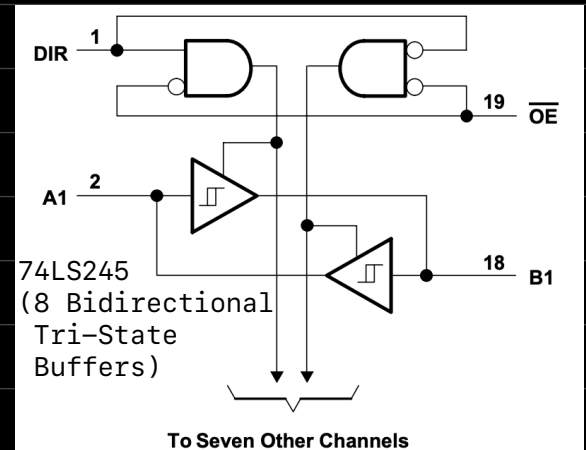 DIR 1
19 OE
A1 2
18 B1
74LS245
(8 Bidirectional
Tri-State
Buffers)
To Seven Other Channels